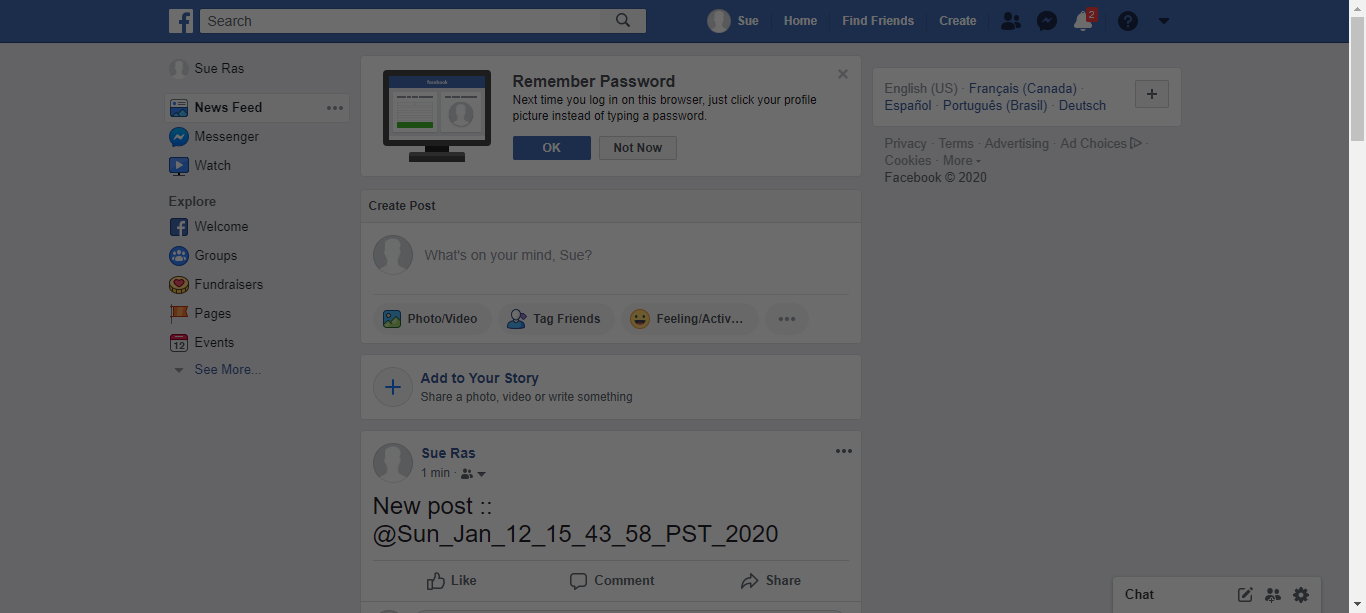 Search
Sue
Home
Find Friends
Create
2
Sue Ras
News Feed
Messenger
Watch
Explore
Welcome
Groups
Fundraisers
Pages
12
Events
See More...
facebook
Remember Password
Next time you log in on this browser, just click your profile
picture instead of typing a password.
OK
Not Now
Create Post
What's on your mind, Sue?
Photo/Video
Tag Friends
Feeling/Activ...
Add to Your Story
Share a photo, video or write something
Sue Ras
1 min ·
New post ::
@Sun_Jan_12_15_43_58_PST_2020
Like
Comment
Share
English (US) · Français (Canada) ·
Español · Português (Brasil) · Deutsch
Privacy · Terms · Advertising · Ad Choices ·
Cookies · More
Facebook © 2020
Chat